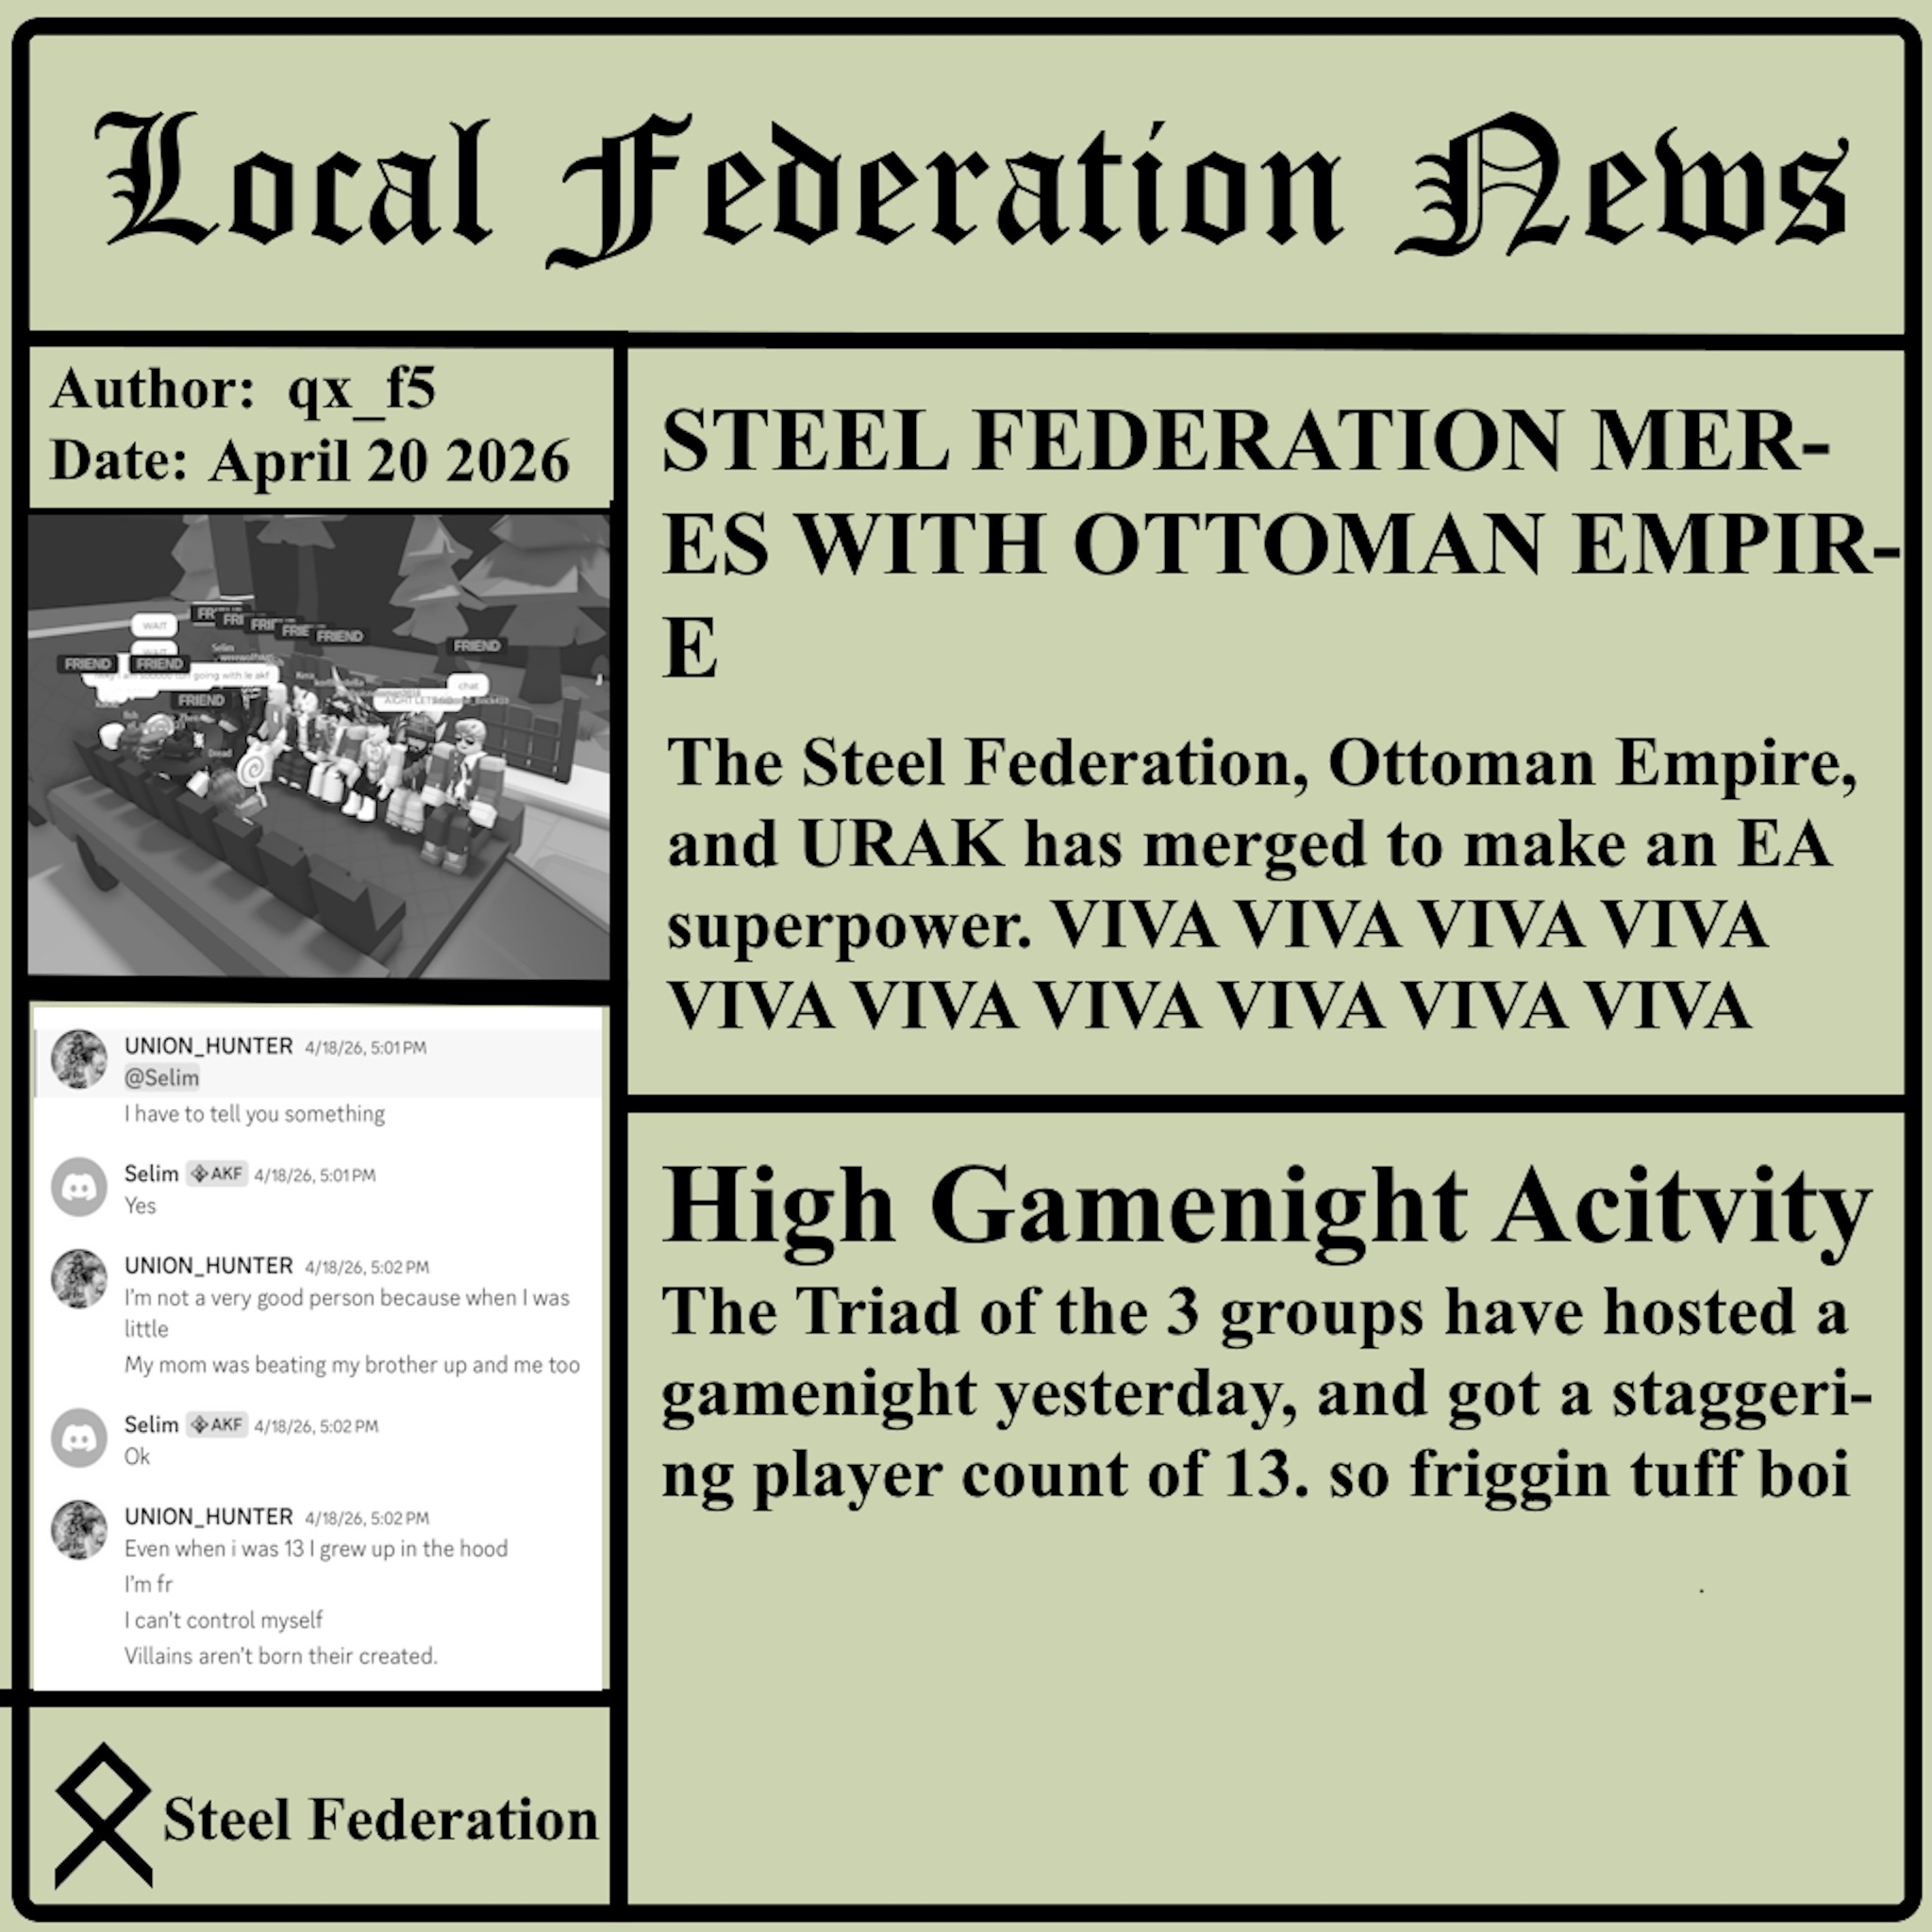 Local Federation News
Author: qx_f5
Date: April 20 2026
STEEL FEDERATION MER-
ES WITH OTTOMAN EMPIR-
E
The Steel Federation, Ottoman Empire,
and URAK has merged to make an EA
superpower. VIVA VIVA VIVA VIVA
VIVA VIVA VIVA VIVA VIVA VIVA
High Gamenight Acitvity
The Triad of the 3 groups have hosted a
gamenight yesterday, and got a staggeri-
ng player count of 13. so friggin tuff boi
WAIT
WAIT
FRIEND
FRIEND
FRIEND
FRIEND
FRIEND
Selim
going with le akf
chat
Dread
UNION_HUNTER 4/18/26, 5:01 PM
@Selim
I have to tell you something
Selim AKF 4/18/26, 5:01 PM
Yes
UNION_HUNTER 4/18/26, 5:02 PM
I'm not a very good person because when I was
little
My mom was beating my brother up and me too
Selim AKF 4/18/26, 5:02 PM
Ok
UNION_HUNTER 4/18/26, 5:02 PM
Even when i was 13 I grew up in the hood
I'm fr
I can't control myself
Villains aren't born their created.
Steel Federation